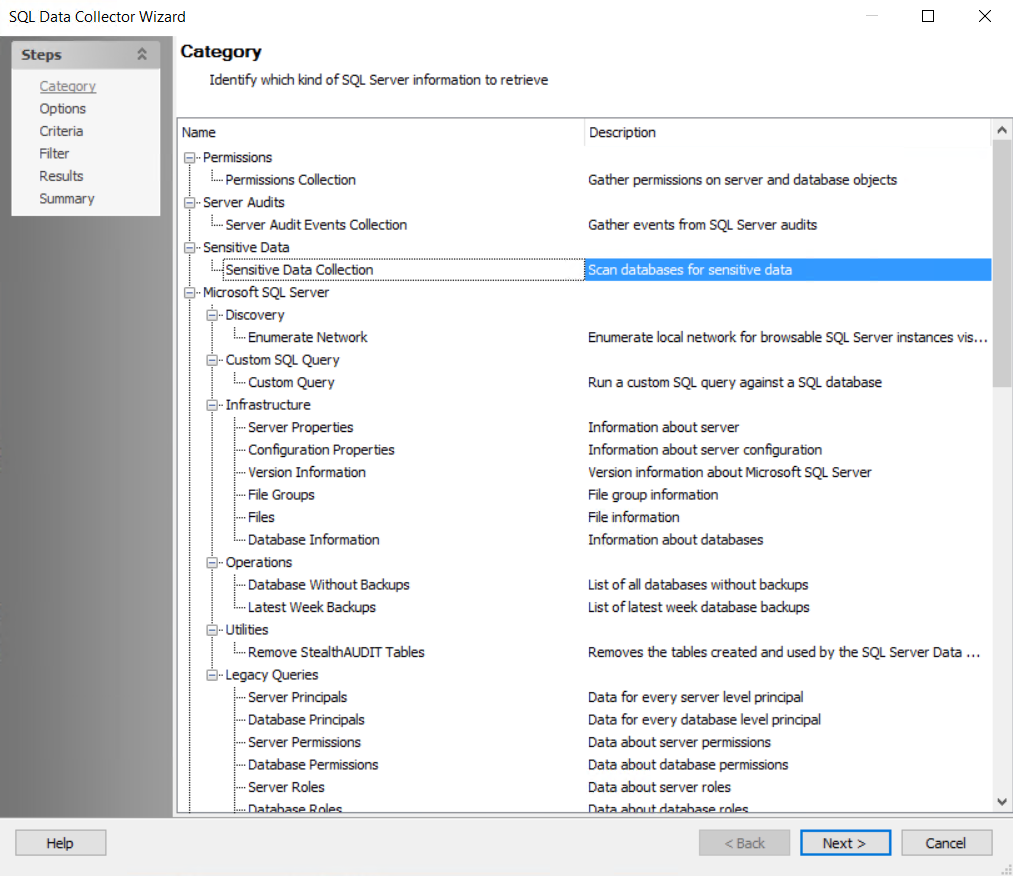 SQL Data Collector Wizard
Steps
Category
Options
Criteria
Filter
Results
Summary
Category
Identify which kind of SQL Server information to retrieve
Name Description
Permissions
Permissions Collection Gather permissions on server and database objects
Server Audits
Server Audit Events Collection Gather events from SQL Server audits
Sensitive Data
Sensitive Data Collection Scan databases for sensitive data
Microsoft SQL Server
Discovery
Enumerate Network Enumerate local network for browsable SQL Server instances vis...
Custom SQL Query
Custom Query Run a custom SQL query against a SQL database
Infrastructure
Server Properties Information about server
Configuration Properties Information about server configuration
Version Information Version information about Microsoft SQL Server
File Groups File group information
Files File information
Database Information Information about databases
Operations
Database Without Backups List of all databases without backups
Latest Week Backups List of latest week database backups
Utilities
Remove StealthAUDIT Tables Removes the tables created and used by the SQL Server Data ...
Legacy Queries
Server Principals Data for every server level principal
Database Principals Data for every database level principal
Server Permissions Data about server permissions
Database Permissions Data about database permissions
Server Roles Data about server roles
Database Roles Data about database roles
Help < Back Next > Cancel